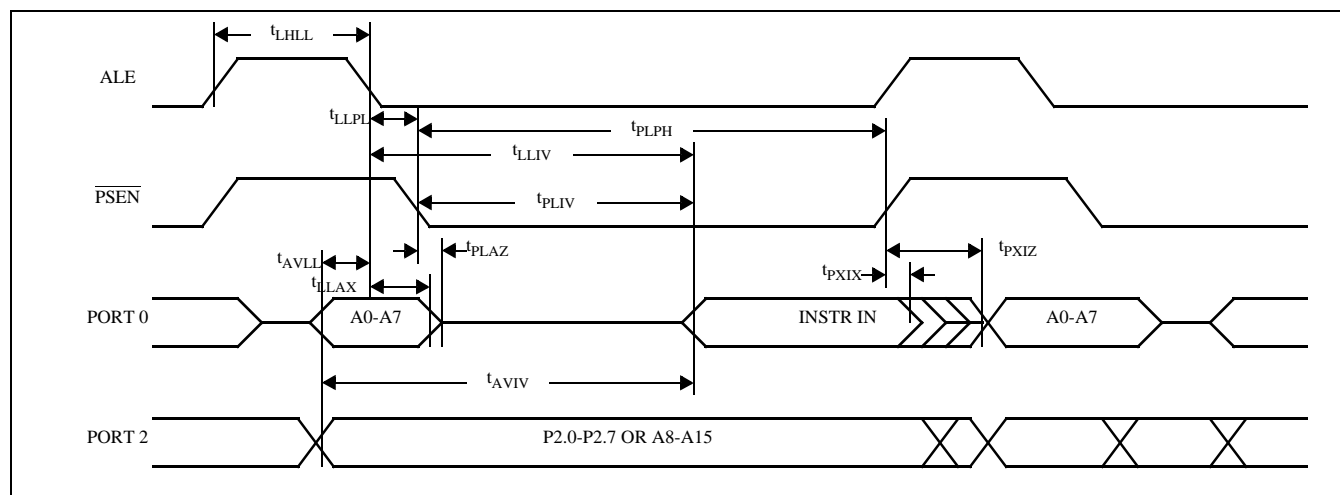 tLHLL
ALE
tLLPL
tPLPH
tLLIV
PSEN
tPLIV
tPLAZ
tPXIZ
tAVLL
tPXIX
tLLAX
PORT 0
A0-A7
INSTR IN
A0-A7
tAVIV
PORT 2
P2.0-P2.7 OR A8-A15